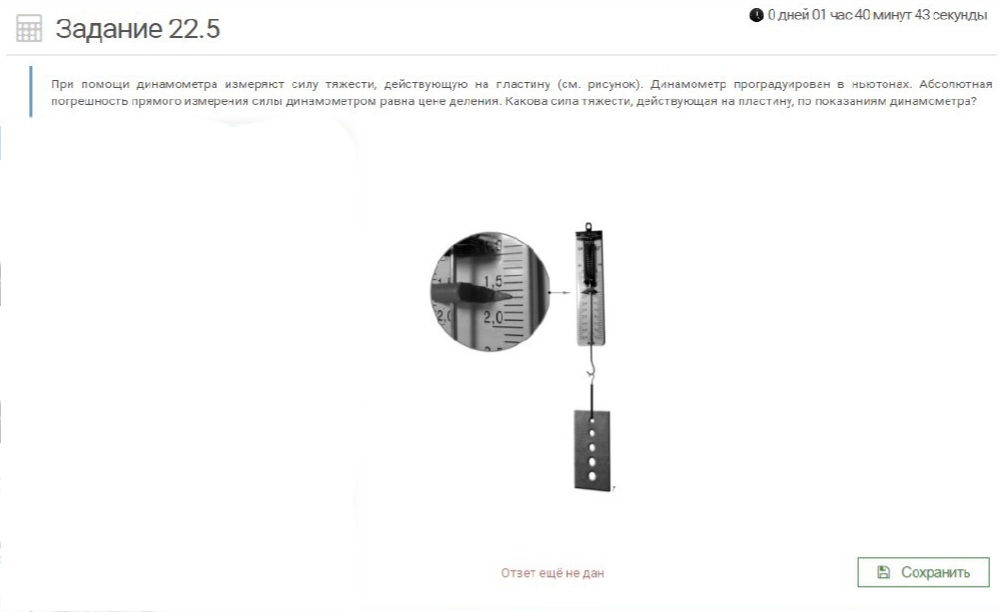 0 дней 01 час 40 минут 43 секунды
Задание 22.5
При помощи динамометра измеряют силу тяжести, действующую на пластину (см. рисунок). Динамометр проградуирован в ньютонах. Абсолютная
погрешность прямого измерения силы динамометром равна цене деления. Какова сила тяжести, действующая на пластину, по показаниям динамометра?
1,5
2,0
2,0
Ответ ещё не дан
Сохранить